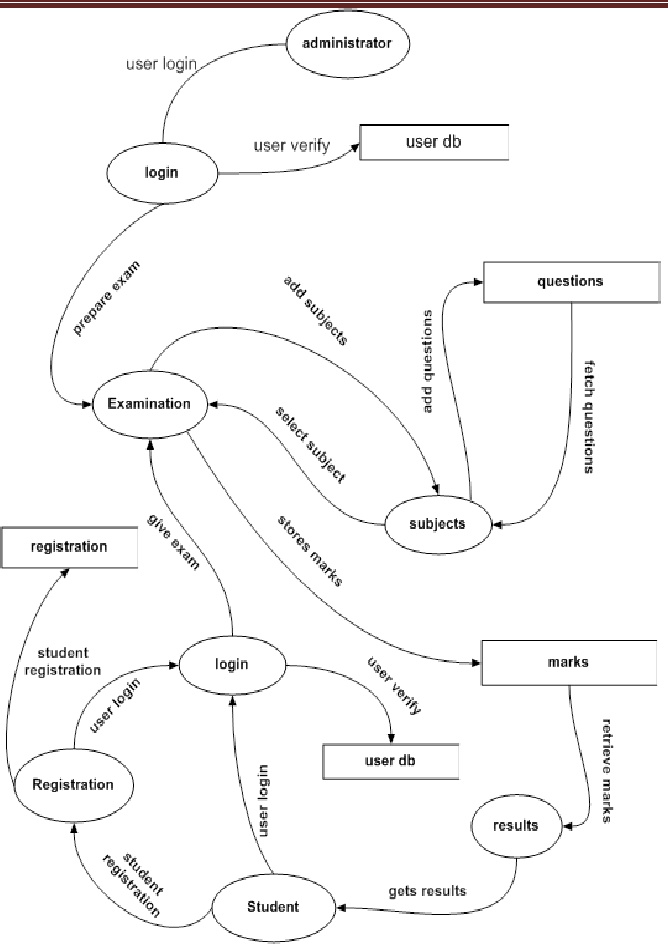 administrator
user login
user verify
user db
login
prepare exam
add subjects
questions
add questions
fetch questions
Examination
select subject
subjects
give exam
stores marks
registration
student
registration
login
user verify
marks
user login
user db
retrieve marks
Registration
user login
results
student
registration
gets results
Student